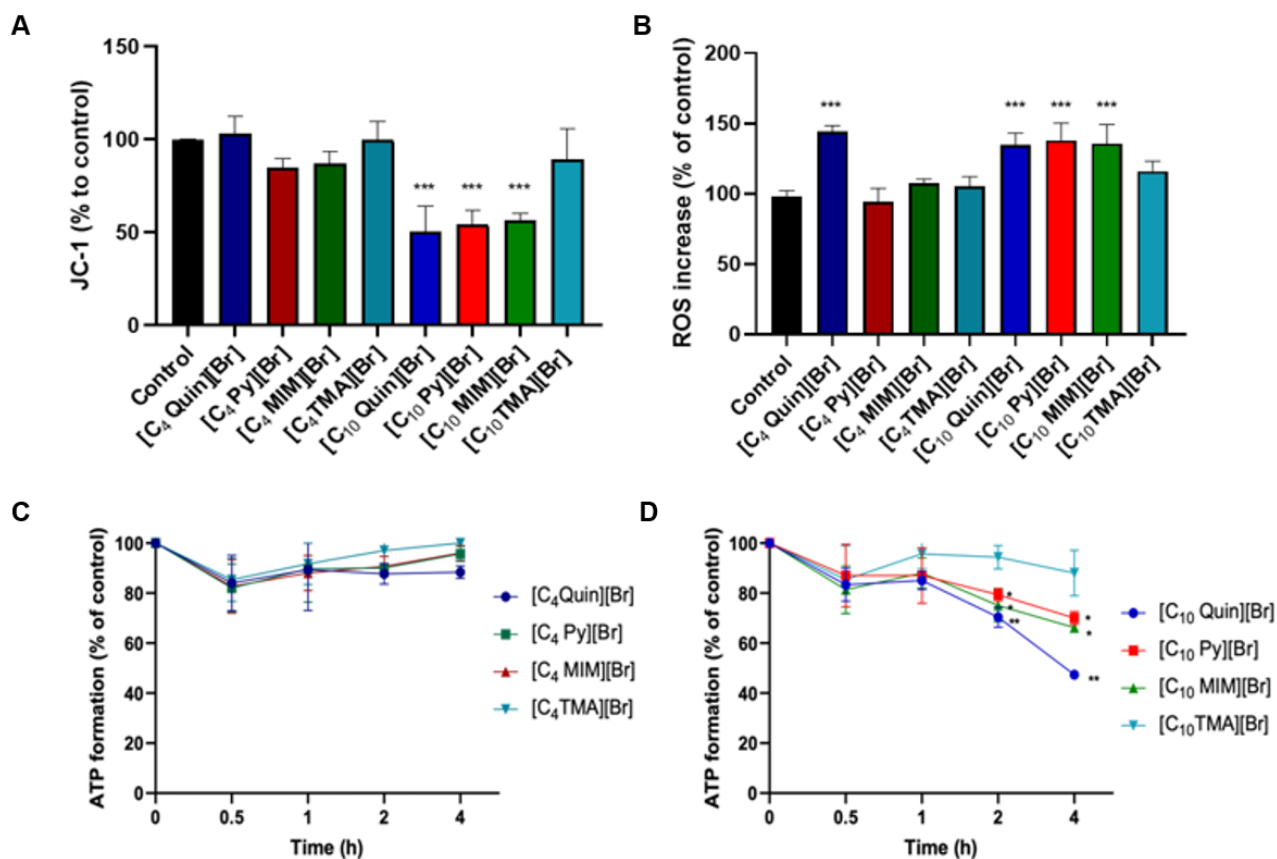 A
JC-1 (% to control)
150
100
50
0
*** *** ***
Control
[C₄ Quin][Br]
[C₄ Py][Br]
[C₄ MIM][Br]
[C₄TMA][Br]
[C₁₀ Quin][Br]
[C₁₀ Py][Br]
[C₁₀ MIM][Br]
[C₁₀TMA][Br]
B
ROS increase (% of control)
200
150
100
50
0
*** *** *** ***
Control
[C₄ Quin][Br]
[C₄ Py][Br]
[C₄ MIM][Br]
[C₄TMA][Br]
[C₁₀ Quin][Br]
[C₁₀ Py][Br]
[C₁₀ MIM][Br]
[C₁₀TMA][Br]
C
ATP formation (% of control)
100
80
60
40
20
0
0 0.5 1 2 4
Time (h)
[C₄Quin][Br]
[C₄ Py][Br]
[C₄ MIM][Br]
[C₄TMA][Br]
D
ATP formation (% of control)
100
80
60
40
20
0
*
*
**
*
*
**
0 0.5 1 2 4
Time (h)
[C₁₀ Quin][Br]
[C₁₀ Py][Br]
[C₁₀ MIM][Br]
[C₁₀TMA][Br]